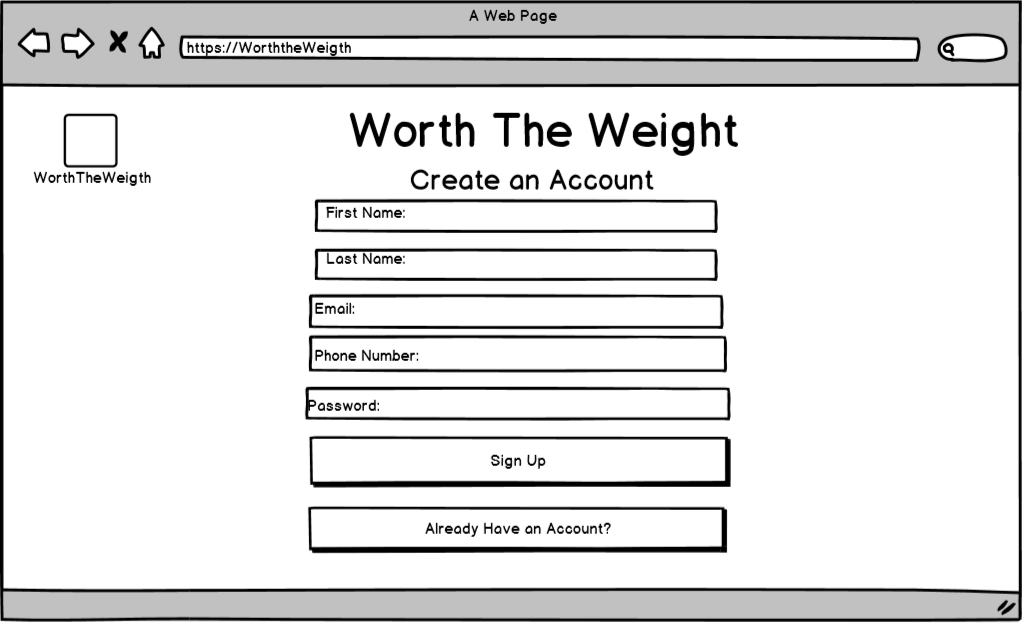 A Web Page
https://WorththeWeigth
WorthTheWeigth
Worth The Weight
Create an Account
First Name:
Last Name:
Email:
Phone Number:
Password:
Sign Up
Already Have an Account?